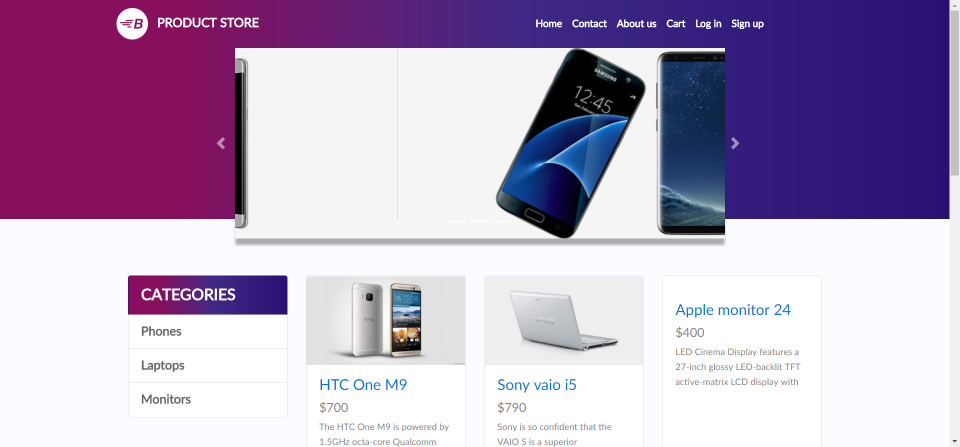 B PRODUCT STORE
Home Contact About us Cart Log in Sign up
SAMSUNG
12:45
CATEGORIES
Phones
Laptops
Monitors
HTC One M9
$700
The HTC One M9 is powered by
1.5GHz octa-core Qualcomm
VAIO
Sony vaio i5
$790
Sony is so confident that the
VAIO S is a superior
Apple monitor 24
$400
LED Cinema Display features a
27-inch glossy LED-backlit TFT
active-matrix LCD display with